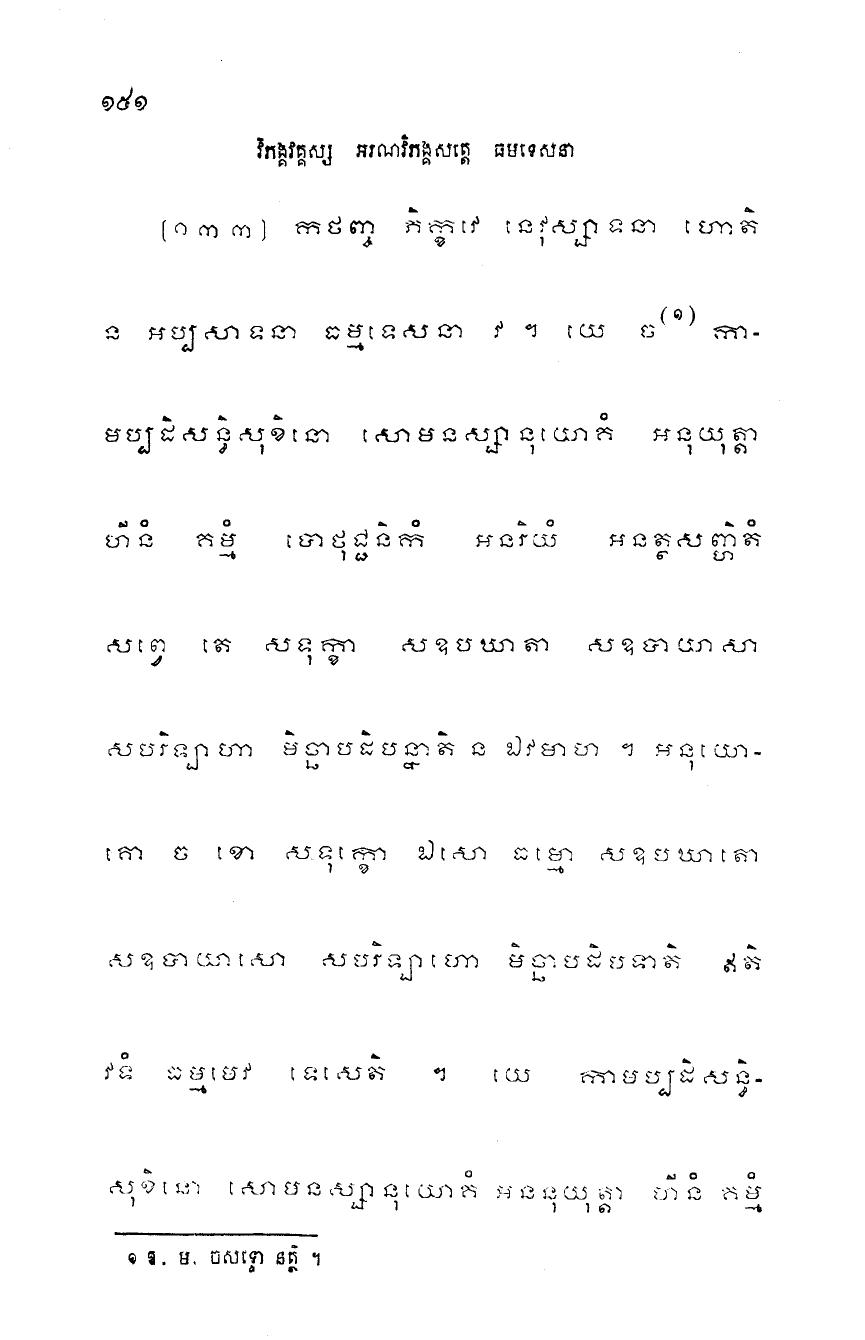 ១៥១
វិភង្គវគ្គស្ស អរណវិភង្គសុត្តេ ធម្មទេសនា
(១៣៣) កថញ្ច ភិក្ខវេ នេវុស្សាទនា ហោតិ
ន អប្បសាទនា ធម្មទេសនា វ ។ យេ ច(១) កា-
មប្បដិសន្ធិសុខិនោ សោមនស្សានុយោគំ អនុយុត្តា
ហីនំ គម្មំ បោថុជ្ជនិកំ អនរិយំ អនត្ថសញ្ហិតំ
សព្វេ តេ សទុក្ខា សឧបឃាតា សឧបាយាសា
សបរិឡាហា មិច្ឆាបដិបន្នាតិ ន ឯវមាហ ។ អនុយោ-
គោ ច ខោ សទុក្ខោ ឯសោ ធម្មោ សឧបឃាតោ
សឧបាយាសោ សបរិឡាហោ មិច្ឆាបដិបទាតិ ឥតិ
វទំ ធម្មមេវ ទេសេតិ ។ យេ កាមប្បដិសន្ធិ-
សុខិនោ សោមនស្សានុយោគំ អននុយុត្តា ហីនំ គម្មំ
១ ឱ. ម. ចសទ្ទោ នត្ថិ ។